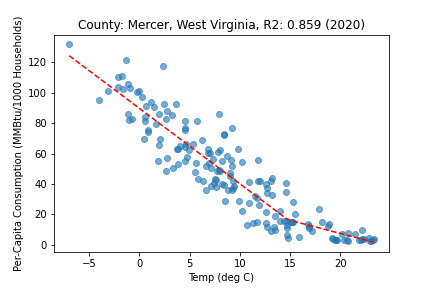 County: Mercer, West Virginia, R2: 0.859 (2020)
Per-Capita Consumption (MMBtu/1000 Households)
120
100
80
60
40
20
0
−5 0 5 10 15 20
Temp (deg C)